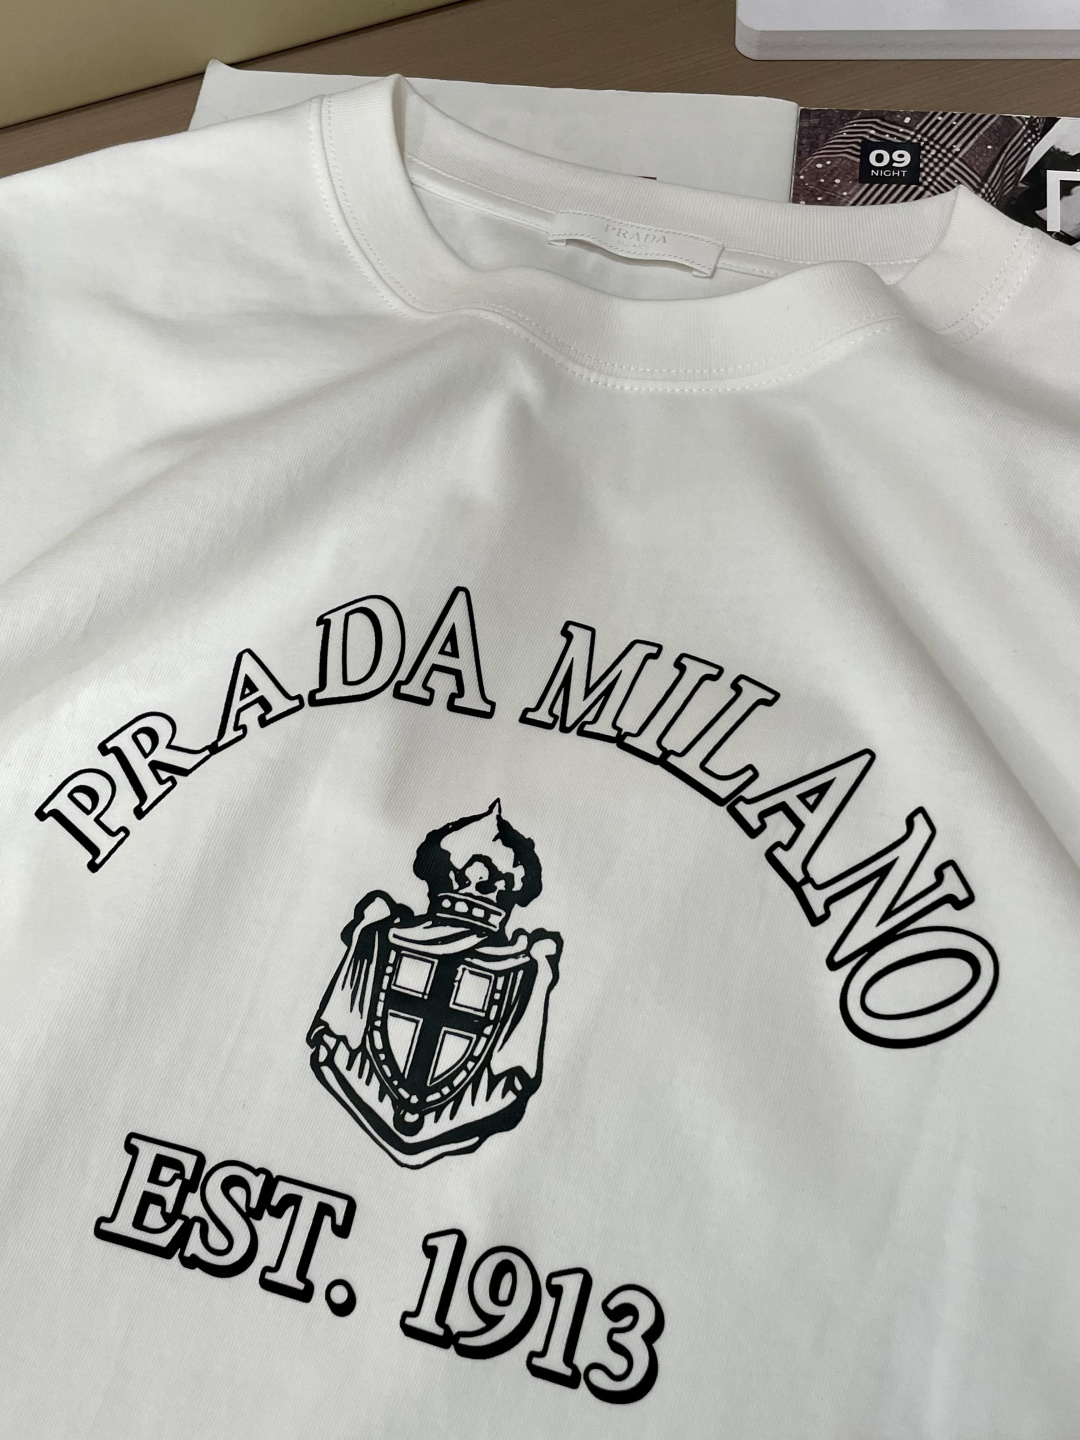 09
NIGHT
PRADA
PRADA MILANO
EST. 1913